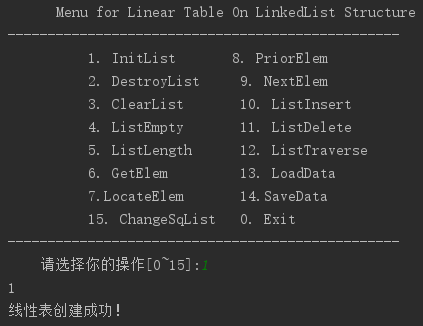 Menu for Linear Table On LinkedList Structure
-------------------------------------------------
1. InitList 8. PriorElem
2. DestroyList 9. NextElem
3. ClearList 10. ListInsert
4. ListEmpty 11. ListDelete
5. ListLength 12. ListTraverse
6. GetElem 13. LoadData
7.LocateElem 14.SaveData
15. ChangeSqList 0. Exit
-------------------------------------------------
请选择你的操作[0~15]:1
1
线性表创建成功!